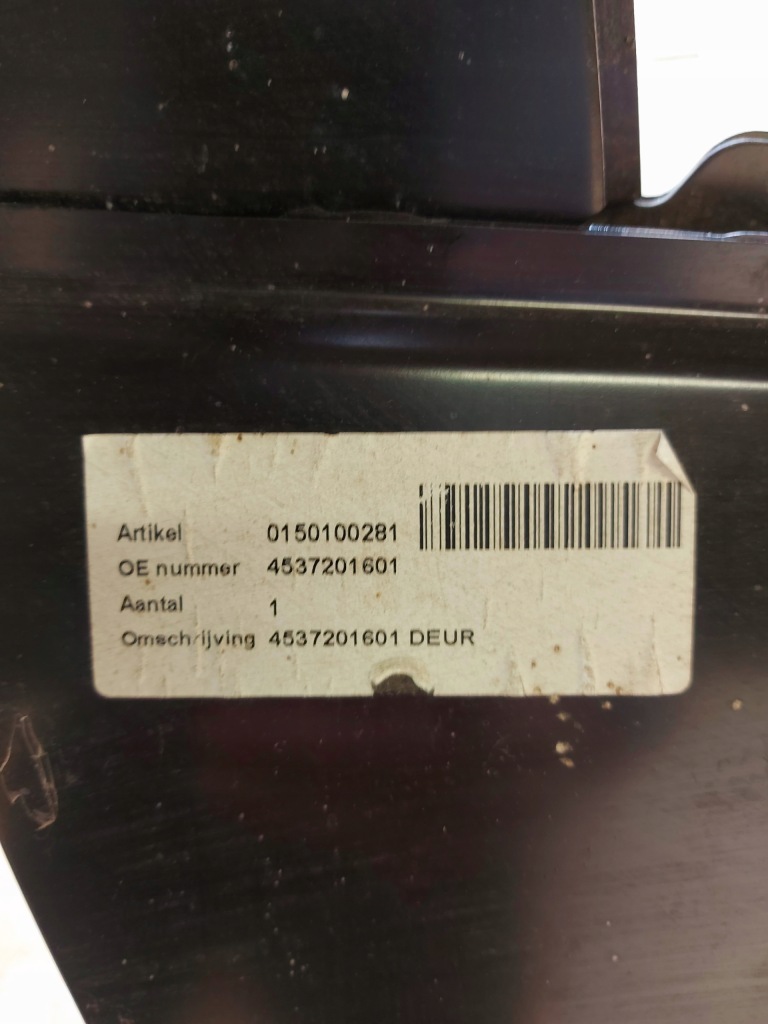 Artikel 0150100281
OE nummer 4537201601
Aantal 1
Omschrijving 4537201601 DEUR